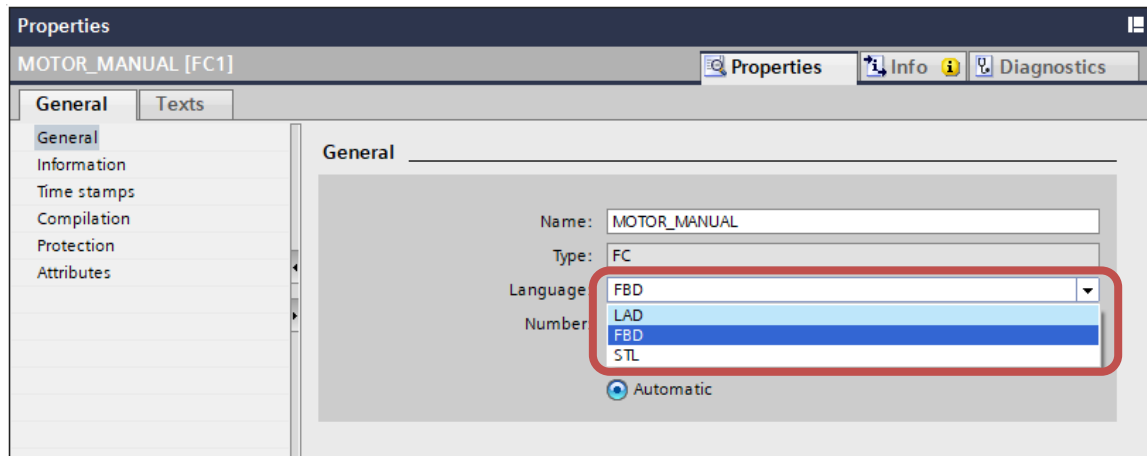 Properties
MOTOR_MANUAL [FC1]
Properties
Info
Diagnostics
General
Texts
General
Information
Time stamps
Compilation
Protection
Attributes
General
Name: MOTOR_MANUAL
Type: FC
Language: FBD
Number:
LAD
FBD
STL
Automatic